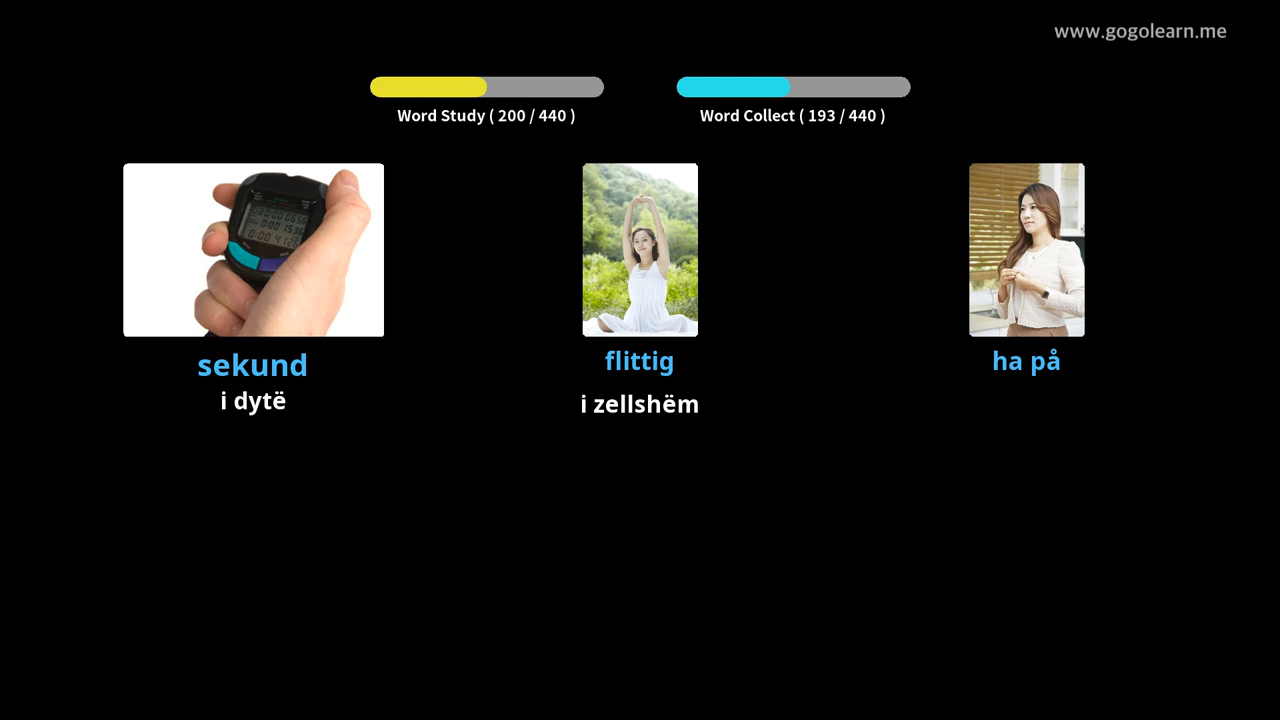 www.gogolearn.me
Word Study ( 200 / 440 )
Word Collect ( 193 / 440 )
sekund
i dytë
flittig
i zellshëm
ha på